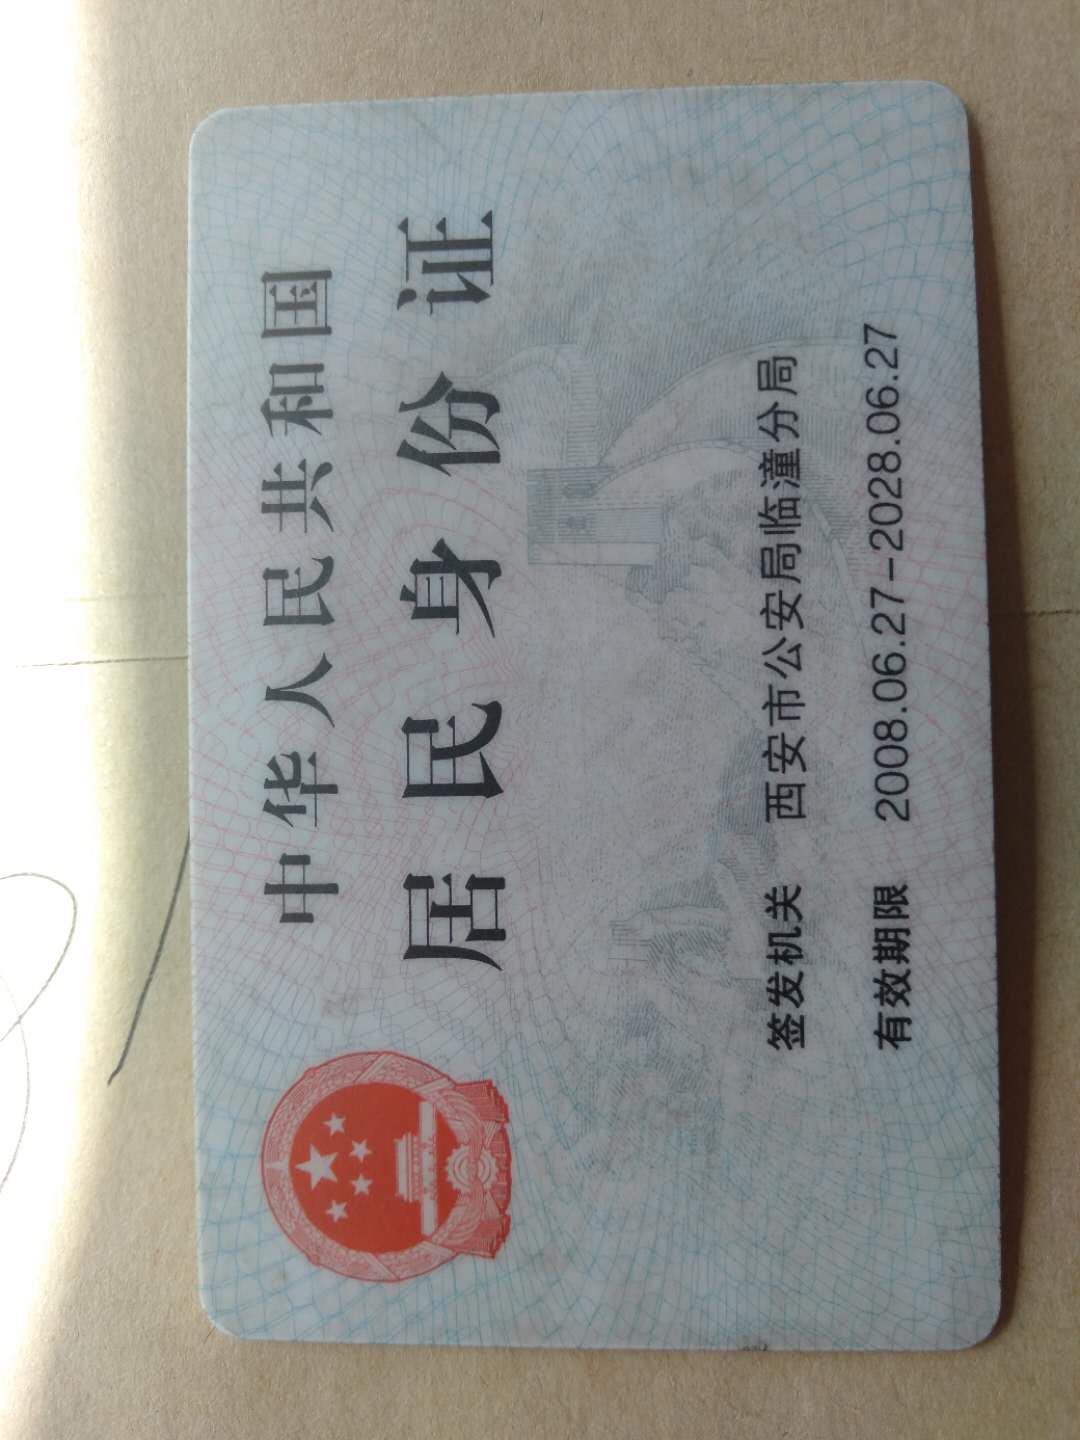 中华人民共和国
居民身份证
签发机关 西安市公安局临潼分局
有效期限 2008.06.27-2028.06.27